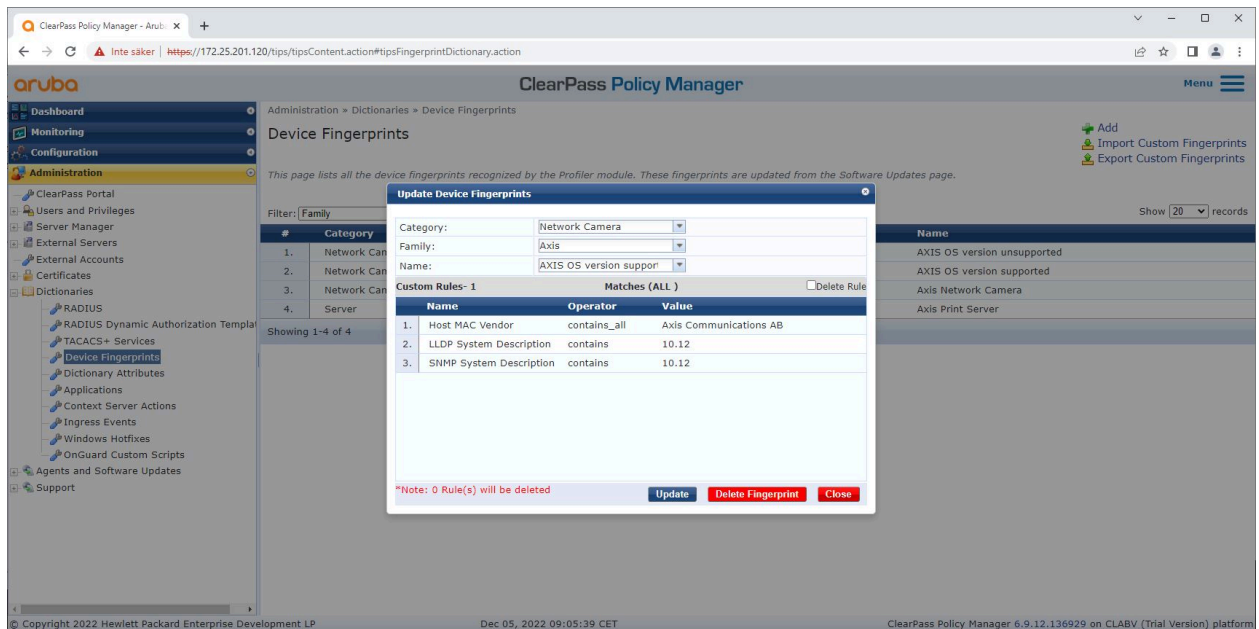 ClearPass Policy Manager - Arub
Inte säker | https://172.25.201.120/tips/tipsContent.action#tipsFingerprintDictionary.action
aruba
ClearPass Policy Manager
Menu
Dashboard
Monitoring
Configuration
Administration
ClearPass Portal
Users and Privileges
Server Manager
External Servers
External Accounts
Certificates
Dictionaries
RADIUS
RADIUS Dynamic Authorization Templat
TACACS+ Services
Device Fingerprints
Dictionary Attributes
Applications
Context Server Actions
Ingress Events
Windows Hotfixes
OnGuard Custom Scripts
Agents and Software Updates
Support
Administration » Dictionaries » Device Fingerprints
Device Fingerprints
Add
Import Custom Fingerprints
Export Custom Fingerprints
This page lists all the device fingerprints recognized by the Profiler module. These fingerprints are updated from the Software Updates page.
Filter: Family
Show 20 records
# Category Name
1. Network Can AXIS OS version unsupported
2. Network Can AXIS OS version supported
3. Network Can Axis Network Camera
4. Server Axis Print Server
Showing 1-4 of 4
Update Device Fingerprints
Category: Network Camera
Family: Axis
Name: AXIS OS version suppor
Custom Rules- 1 Matches (ALL ) Delete Rule
Name Operator Value
1. Host MAC Vendor contains_all Axis Communications AB
2. LLDP System Description contains 10.12
3. SNMP System Description contains 10.12
*Note: 0 Rule(s) will be deleted
Update Delete Fingerprint Close
© Copyright 2022 Hewlett Packard Enterprise Development LP Dec 05, 2022 09:05:39 CET ClearPass Policy Manager 6.9.12.136929 on CLABV (Trial Version) platform